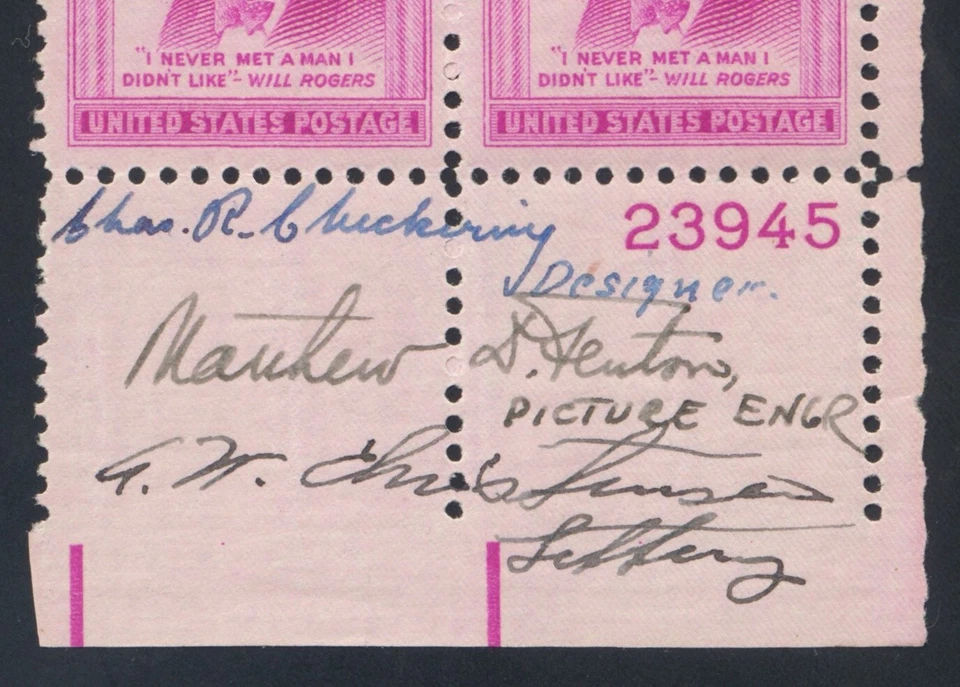 "I NEVER MET A MAN I
DIDN'T LIKE"-WILL ROGERS
UNITED STATES POSTAGE
"I NEVER MET A MAN I
DIDN'T LIKE"-WILL ROGERS
UNITED STATES POSTAGE
23945
Chas. R. Chickering
Designer.
Matthew D. Fenton,
PICTURE ENGR
A. W. Christensen
Lettering